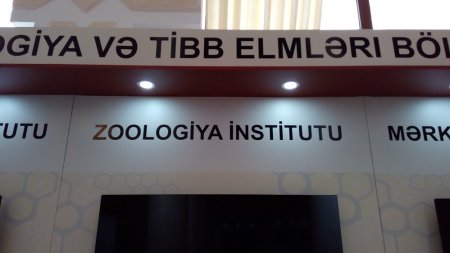 OGİYA VƏ TİBB ELMLƏRİ BÖL
TUTU ZOOLOGİYA İNSTİTUTU MƏRK